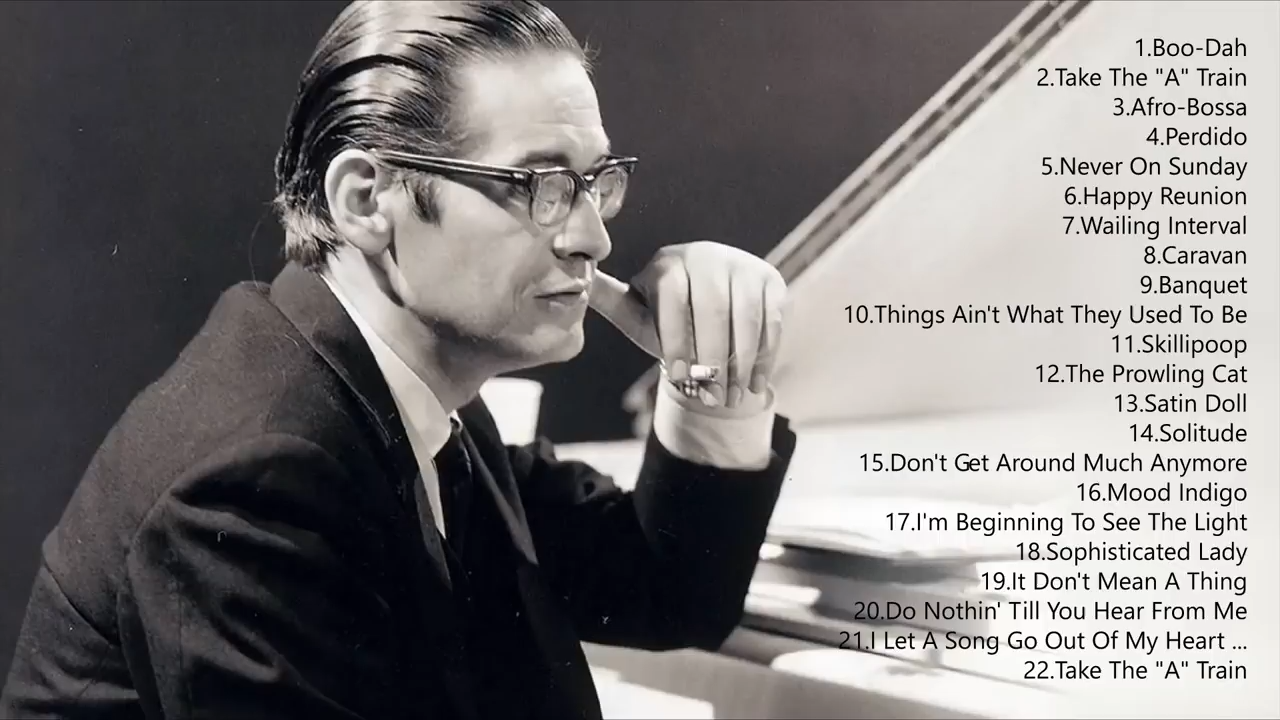 1.Boo-Dah
2.Take The "A" Train
3.Afro-Bossa
4.Perdido
5.Never On Sunday
6.Happy Reunion
7.Wailing Interval
8.Caravan
9.Banquet
10.Things Ain't What They Used To Be
11.Skillipoop
12.The Prowling Cat
13.Satin Doll
14.Solitude
15.Don't Get Around Much Anymore
16.Mood Indigo
17.I'm Beginning To See The Light
18.Sophisticated Lady
19.It Don't Mean A Thing
20.Do Nothin' Till You Hear From Me
21.I Let A Song Go Out Of My Heart ...
22.Take The "A" Train